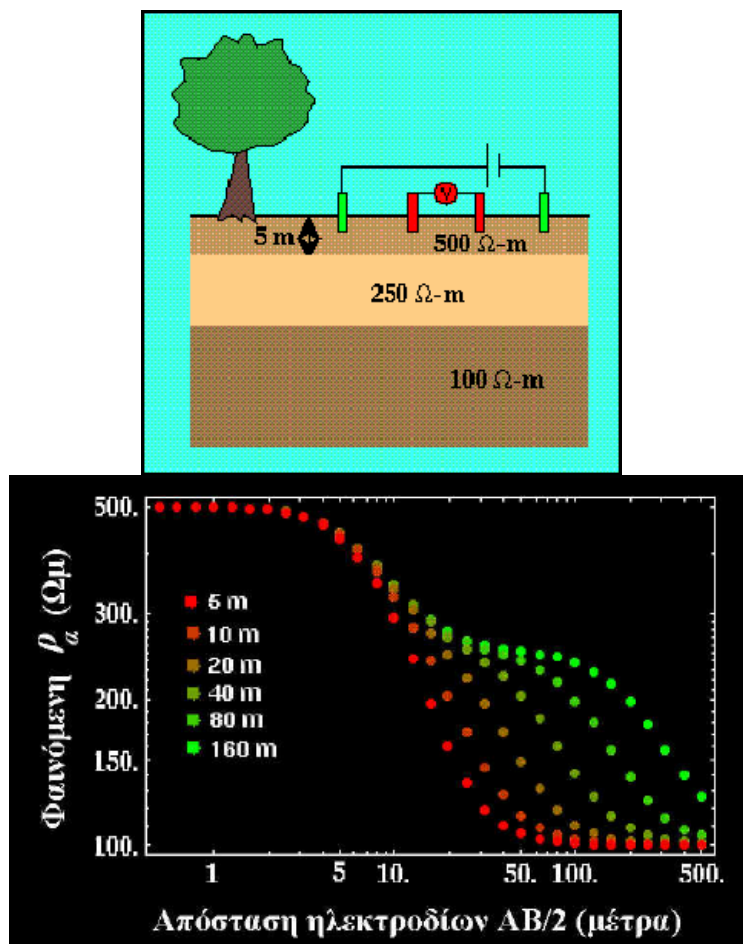 V
5 m
500 Ω-m
250 Ω-m
100 Ω-m
500.
300.
200.
150.
100.
Φαινόμενη ρα (Ωμ)
5 m
10 m
20 m
40 m
80 m
160 m
1 5 10. 50. 100. 500.
Απόσταση ηλεκτροδίων AB/2 (μέτρα)